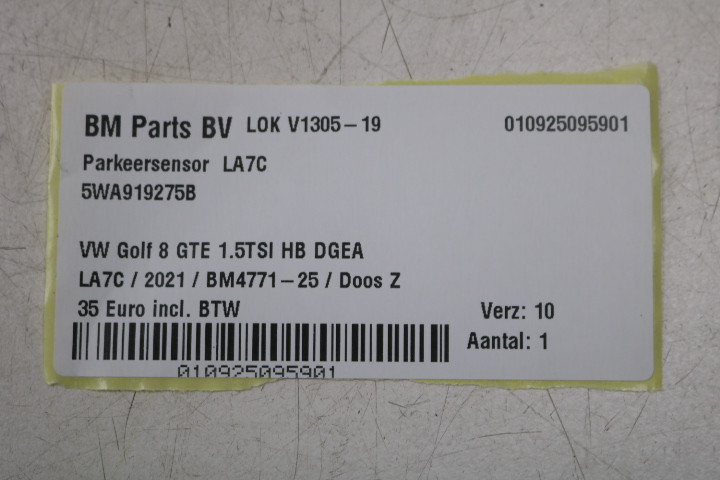 BM Parts BV LOK V1305-19 010925095901
Parkeersensor LA7C
5WA919275B
VW Golf 8 GTE 1.5TSI HB DGEA
LA7C / 2021 / BM4771-25 / Doos Z
35 Euro incl. BTW Verz: 10
Aantal: 1
010925095901